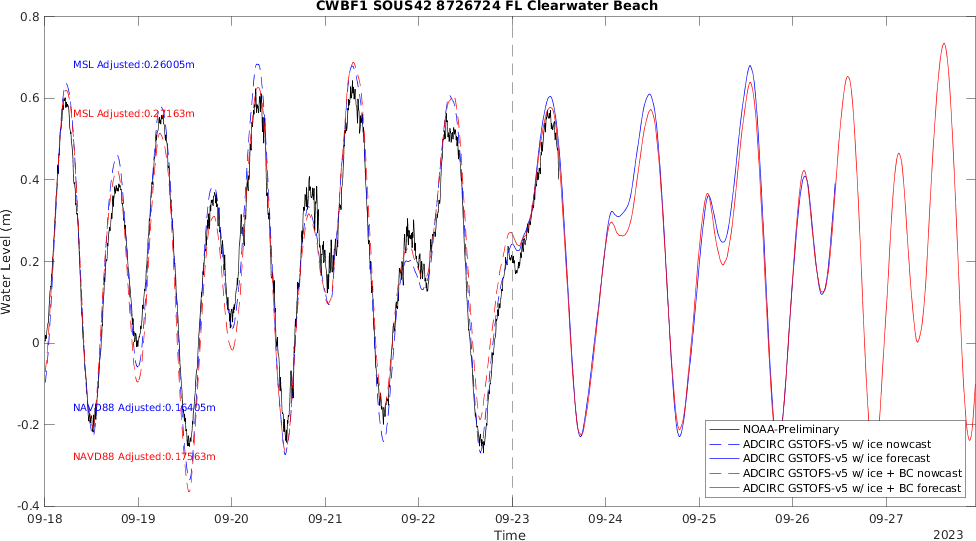 CWBF1 SOUS42 8726724 FL Clearwater Beach
0.8
0.6
0.4
0.2
0
-0.2
-0.4
Water Level (m)
MSL Adjusted:0.26005m
MSL Adjusted:0.27163m
NAVD88 Adjusted:0.16405m
NAVD88 Adjusted:0.17563m
NOAA-Preliminary
ADCIRC GSTOFS-v5 w/ ice nowcast
ADCIRC GSTOFS-v5 w/ ice forecast
ADCIRC GSTOFS-v5 w/ ice + BC nowcast
ADCIRC GSTOFS-v5 w/ ice + BC forecast
09-18 09-19 09-20 09-21 09-22 09-23 09-24 09-25 09-26 09-27
Time
2023